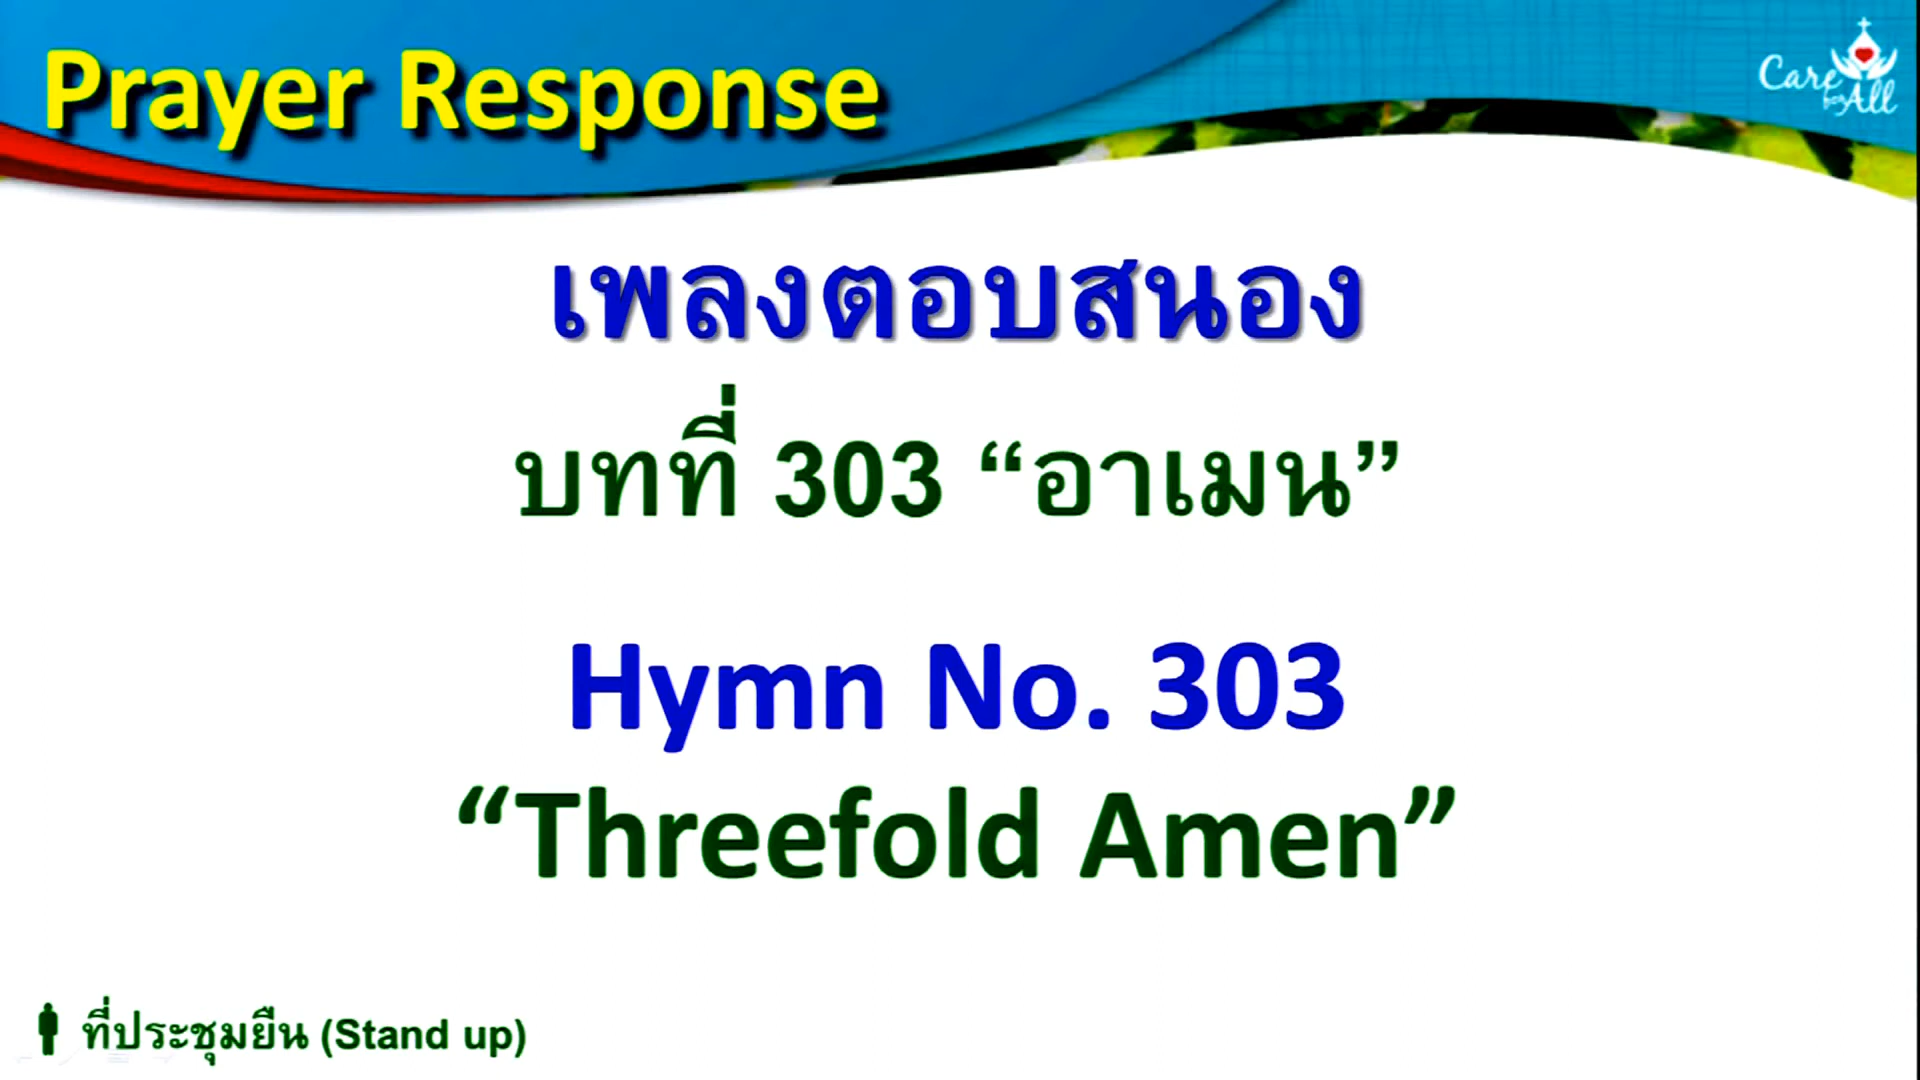 Prayer Response
Care
for All
เพลงตอบสนอง
บทที่ 303 “อาเมน”
Hymn No. 303
“Threefold Amen”
ที่ประชุมยืน (Stand up)